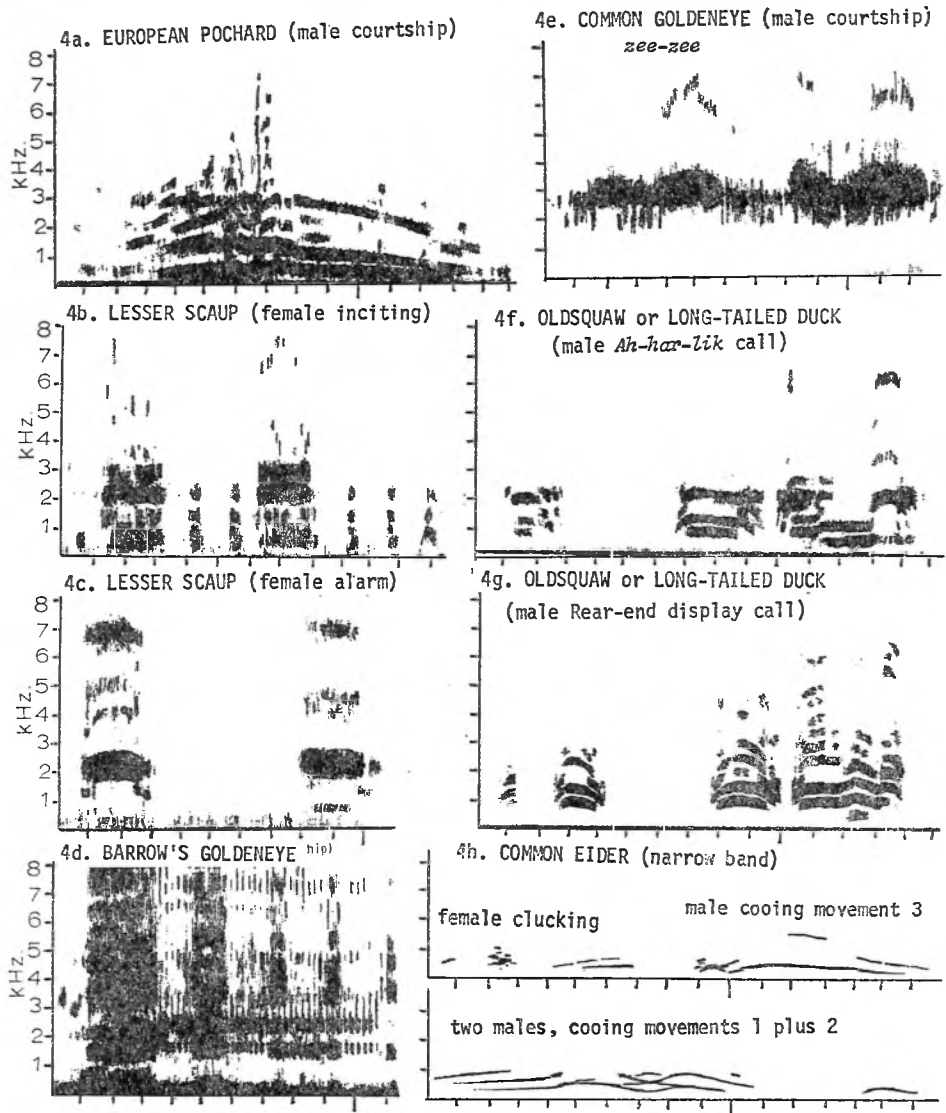 4a. EUROPEAN POCHARD (male courtship)
8
7
6
5
4
3
2
1
KHz.
4b. LESSER SCAUP (female inciting)
8
7
6
5
4
3
2
1
KHz.
4c. LESSER SCAUP (female alarm)
8
7
6
5
4
3
2
1
KHz.
4d. BARROW'S GOLDENEYE hip)
8
7
6
5
4
3
2
1
KHz.
4e. COMMON GOLDENEYE (male courtship)
zee-zee
4f. OLDSQUAW or LONG-TAILED DUCK
(male Ah-har-lik call)
4g. OLDSQUAW or LONG-TAILED DUCK
(male Rear-end display call)
4h. COMMON EIDER (narrow band)
female clucking
male cooing movement 3
two males, cooing movements 1 plus 2